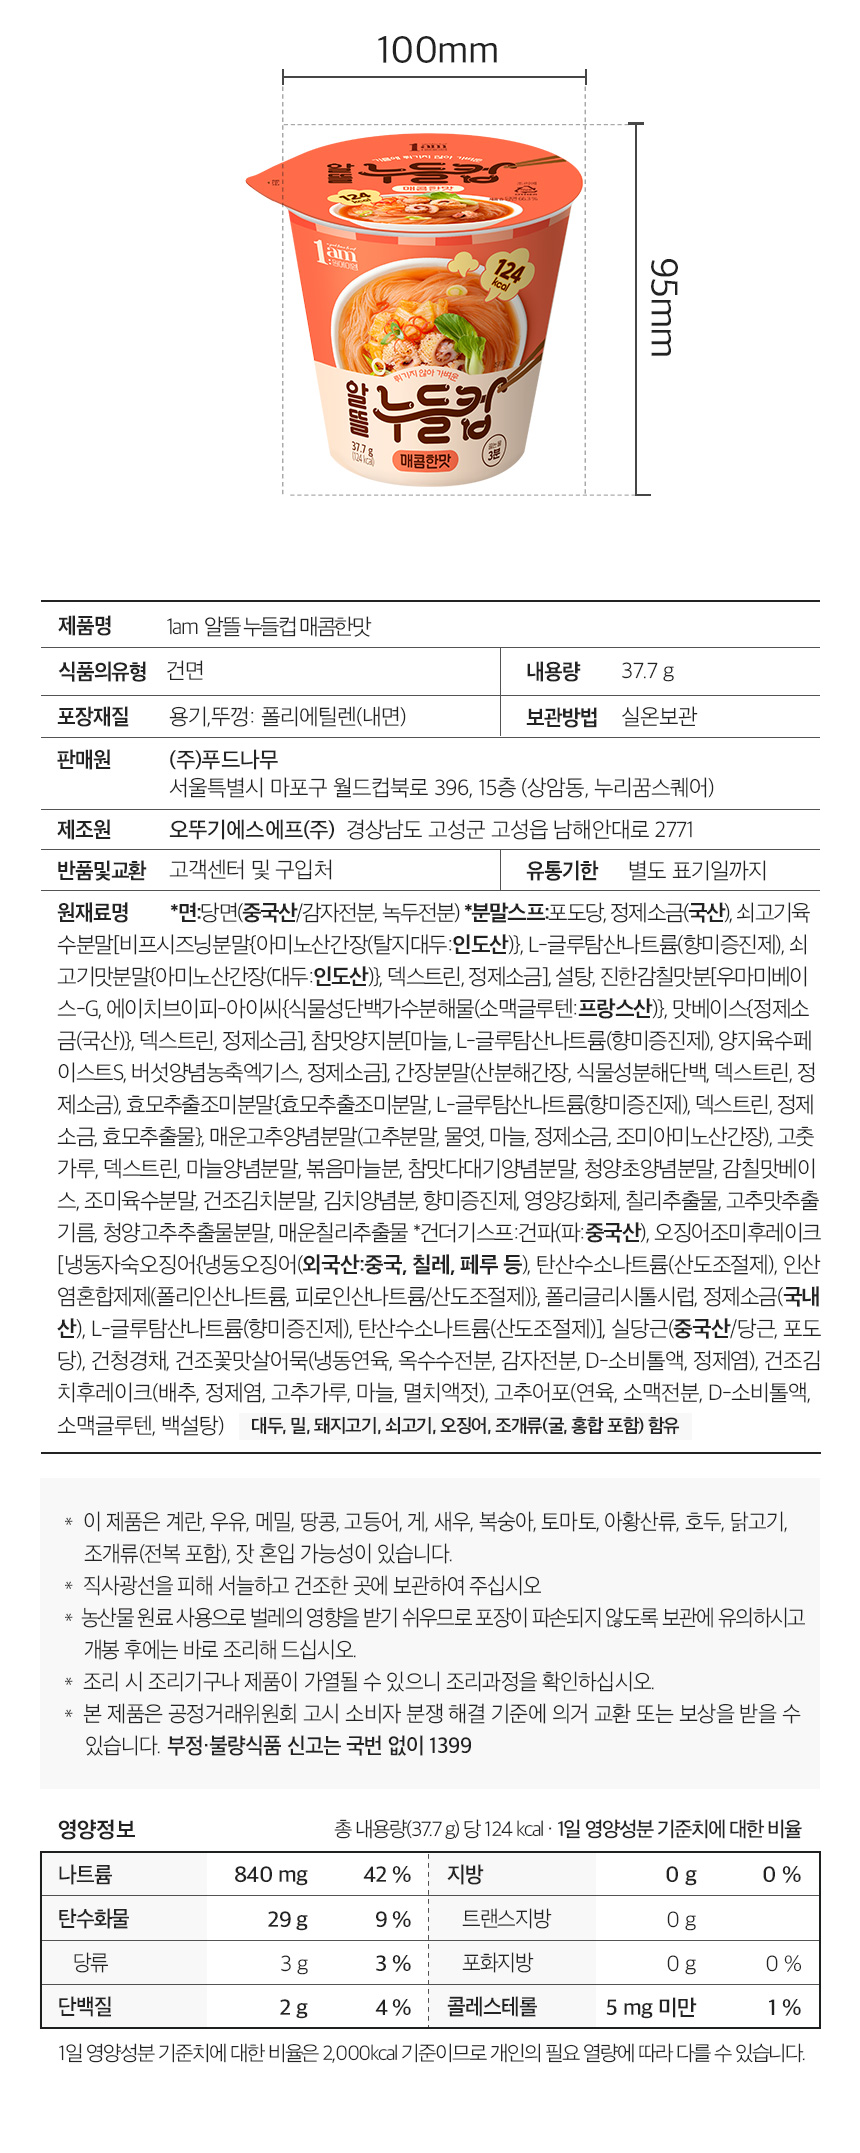 100mm
95mm
1am
기름에 튀기지 않아 가벼운
알뜰 누들컵
매콤한맛
124 kcal
1am
124 kcal
튀기지 않아 가벼운
알뜰 누들컵
37.7 g
(124 kcal)
매콤한맛
3분
제품명 1am 알뜰 누들컵 매콤한맛
식품의유형 건면 내용량 37.7 g
포장재질 용기,뚜껑: 폴리에틸렌(내면) 보관방법 실온보관
판매원 (주)푸드나무
서울특별시 마포구 월드컵북로 396, 15층 (상암동, 누리꿈스퀘어)
제조원 오뚜기에스에프(주) 경상남도 고성군 고성읍 남해안대로 2771
반품및교환 고객센터 및 구입처 유통기한 별도 표기일까지
원재료명 *면:당면(중국산/감자전분, 녹두전분) *분말스프:포도당, 정제소금(국산), 쇠고기육
수분말[비프시즈닝분말{아미노산간장(탈지대두:인도산)}, L-글루탐산나트륨(향미증진제), 쇠
고기맛분말{아미노산간장(대두:인도산)}, 덱스트린, 정제소금], 설탕, 진한감칠맛분[우마미베이
스-G, 에이치브이피-아이씨{식물성단백가수분해물(소맥글루텐:프랑스산)}, 맛베이스{정제소
금(국산)}, 덱스트린, 정제소금], 참맛양지분[마늘, L-글루탐산나트륨(향미증진제), 양지육수페
이스트S, 버섯양념농축엑기스, 정제소금], 간장분말(산분해간장, 식물성분해단백, 덱스트린, 정
제소금), 효모추출조미분말{효모추출조미분말, L-글루탐산나트륨(향미증진제), 덱스트린, 정제
소금, 효모추출물}, 매운고추양념분말(고추분말, 물엿, 마늘, 정제소금, 조미아미노산간장), 고춧
가루, 덱스트린, 마늘양념분말, 볶음마늘분, 참맛다대기양념분말, 청양초양념분말, 감칠맛베이
스, 조미육수분말, 건조김치분말, 김치양념분, 향미증진제, 영양강화제, 칠리추출물, 고추맛추출
기름, 청양고추추출물분말, 매운칠리추출물 *건더기스프:건파(파:중국산), 오징어조미후레이크
[냉동자숙오징어{냉동오징어(외국산:중국, 칠레, 페루 등), 탄산수소나트륨(산도조절제), 인산
염혼합제제(폴리인산나트륨, 피로인산나트륨/산도조절제)}, 폴리글리시톨시럽, 정제소금(국내
산), L-글루탐산나트륨(향미증진제), 탄산수소나트륨(산도조절제)], 실당근(중국산/당근, 포도
당), 건청경채, 건조꽃맛살어묵(냉동연육, 옥수수전분, 감자전분, D-소비톨액, 정제염), 건조김
치후레이크(배추, 정제염, 고추가루, 마늘, 멸치액젓), 고추어포(연육, 소맥전분, D-소비톨액,
소맥글루텐, 백설탕) 대두, 밀, 돼지고기, 쇠고기, 오징어, 조개류(굴, 홍합 포함) 함유
* 이 제품은 계란, 우유, 메밀, 땅콩, 고등어, 게, 새우, 복숭아, 토마토, 아황산류, 호두, 닭고기,
조개류(전복 포함), 잣 혼입 가능성이 있습니다.
* 직사광선을 피해 서늘하고 건조한 곳에 보관하여 주십시오
* 농산물 원료 사용으로 벌레의 영향을 받기 쉬우므로 포장이 파손되지 않도록 보관에 유의하시고
개봉 후에는 바로 조리해 드십시오.
* 조리 시 조리기구나 제품이 가열될 수 있으니 조리과정을 확인하십시오.
* 본 제품은 공정거래위원회 고시 소비자 분쟁 해결 기준에 의거 교환 또는 보상을 받을 수
있습니다. 부정·불량식품 신고는 국번 없이 1399
영양정보 총 내용량(37.7 g) 당 124 kcal · 1일 영양성분 기준치에 대한 비율
나트륨 840 mg 42 % 지방 0 g 0 %
탄수화물 29 g 9 % 트랜스지방 0 g
당류 3 g 3 % 포화지방 0 g 0 %
단백질 2 g 4 % 콜레스테롤 5 mg 미만 1 %
1일 영양성분 기준치에 대한 비율은 2,000kcal 기준이므로 개인의 필요 열량에 따라 다를 수 있습니다.